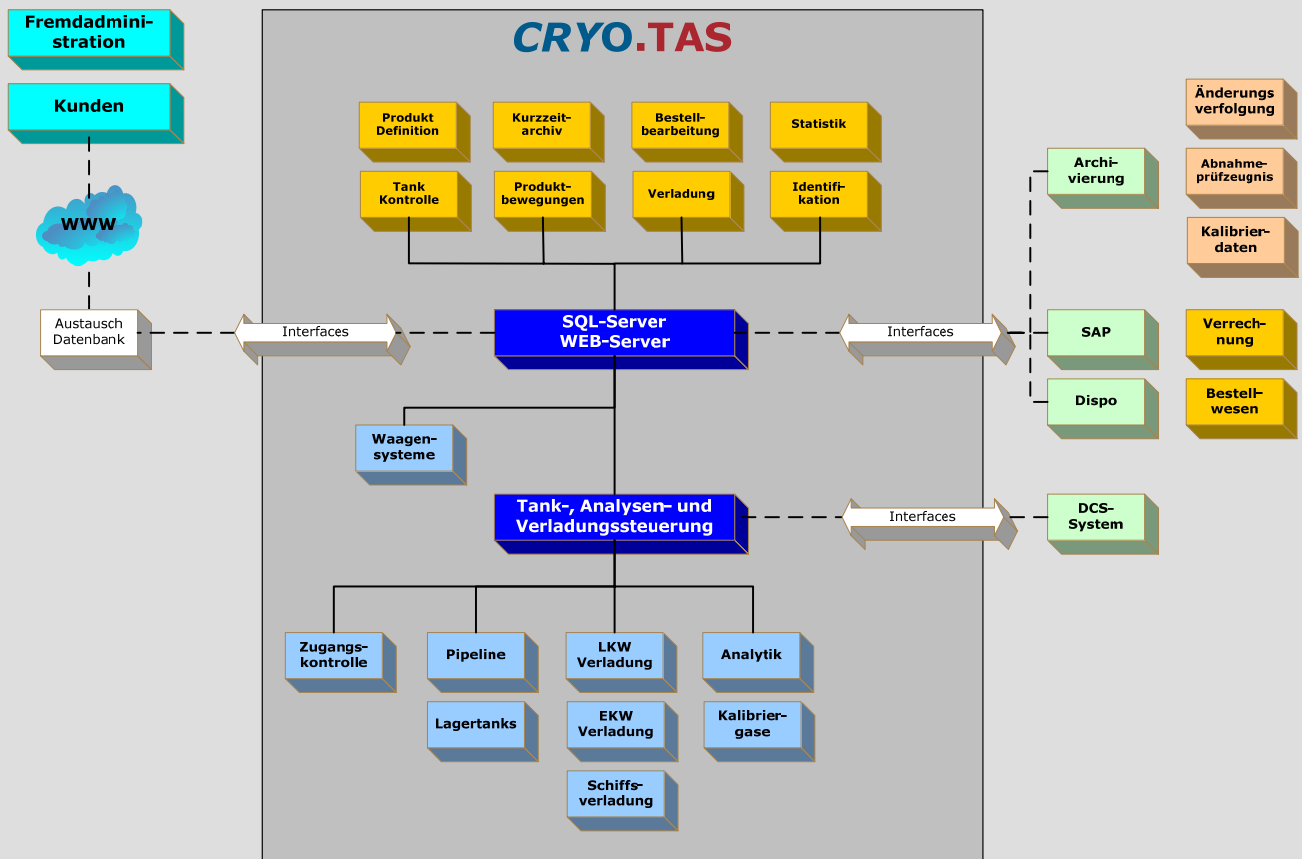 Fremdadmini-
stration
Kunden
WWW
Austausch
Datenbank
Interfaces
CRYO.TAS
Produkt
Definition
Kurzzeit-
archiv
Bestell-
bearbeitung
Statistik
Tank
Kontrolle
Produkt-
bewegungen
Verladung
Identifi-
kation
SQL-Server
WEB-Server
Interfaces
Waagen-
systeme
Tank-, Analysen- und
Verladungssteuerung
Interfaces
Zugangs-
kontrolle
Pipeline
LKW
Verladung
Analytik
Lagertanks
EKW
Verladung
Kalibrier-
gase
Schiffs-
verladung
Archi-
vierung
Änderungs
verfolgung
Abnahme-
prüfzeugnis
Kalibrier-
daten
SAP
Verrech-
nung
Dispo
Bestell-
wesen
DCS-
System